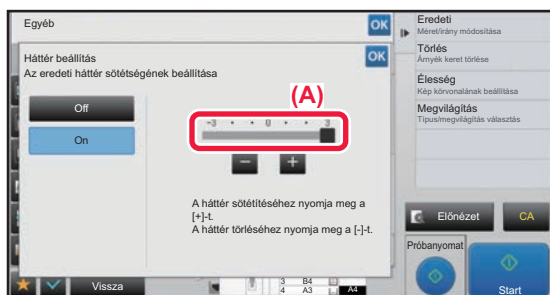 Egyéb
OK
Háttér beállítás
Az eredeti háttér sötétségének beállítása
OK
Off
On
(A)
-3 • • 0 • • 3
− +
A háttér sötétítéséhez nyomja meg a
[+]-t.
A háttér törléséhez nyomja meg a [-]-t.
Vissza
3 B4
4 A3
A4
Eredeti
Méret/irány módosítása
Törlés
Árnyék keret törlése
Élesség
Kép körvonalának beállítása
Megvilágítás
Típus/megvilágítás választás
Előnézet
CA
Próbanyomat
Start